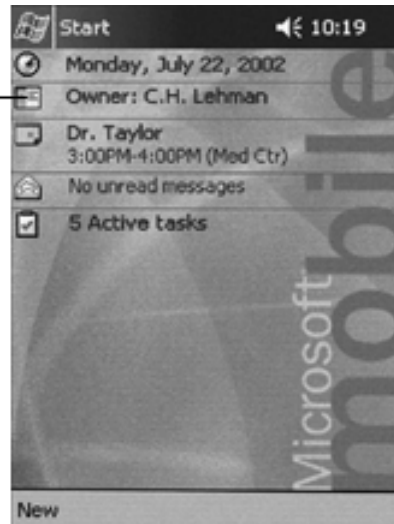 Start 10:19
Monday, July 22, 2002
Owner: C.H. Lehman
Dr. Taylor
3:00PM-4:00PM (Med Ctr)
No unread messages
5 Active tasks
Microsoft
mobile
New